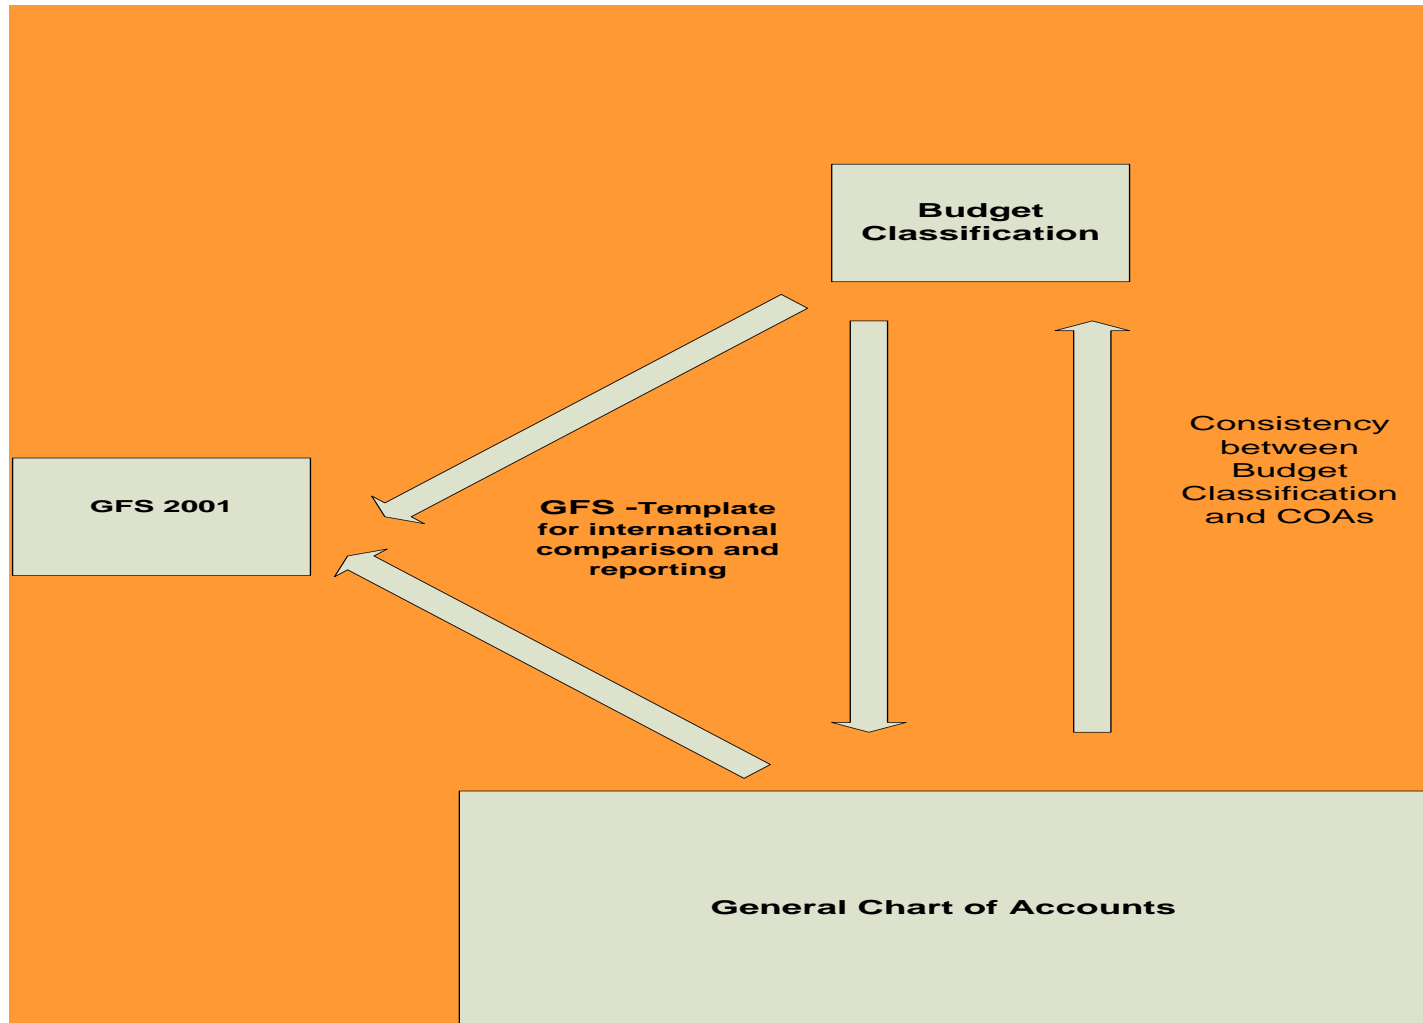 Budget
Classification
Consistency
between
Budget
Classification
and COAs
GFS 2001
GFS -Template
for international
comparison and
reporting
General Chart of Accounts